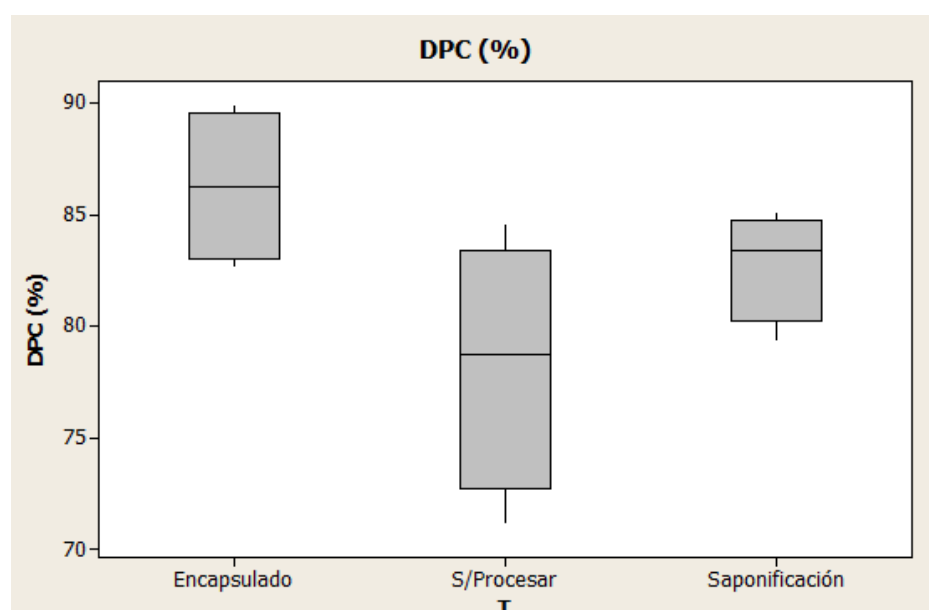 DPC (%)
DPC (%)
90
85
80
75
70
Encapsulado
S/Procesar
Saponificación
T